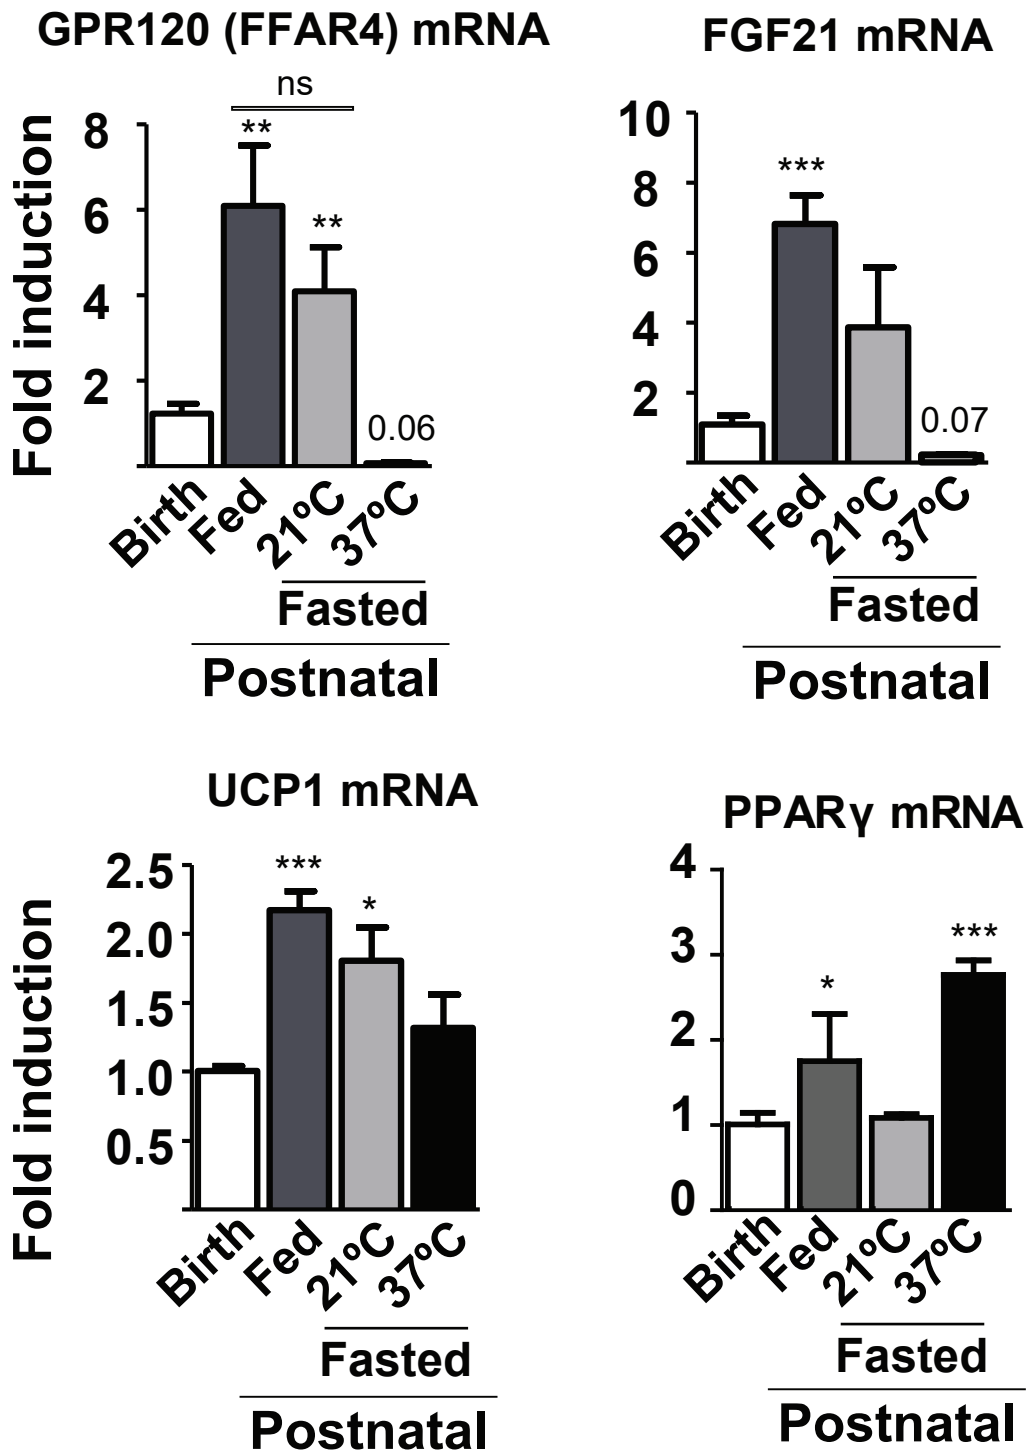 GPR120 (FFAR4) mRNA
ns
Fold induction
8
6
4
2
**
**
0.06
Birth
Fed
21ºC
37ºC
Fasted
Postnatal
FGF21 mRNA
10
8
6
4
2
***
0.07
Birth
Fed
21ºC
37ºC
Fasted
Postnatal
UCP1 mRNA
Fold induction
2.5
2.0
1.5
1.0
0.5
***
*
Birth
Fed
21ºC
37ºC
Fasted
Postnatal
PPARγ mRNA
4
3
2
1
0
*
***
Birth
Fed
21ºC
37ºC
Fasted
Postnatal